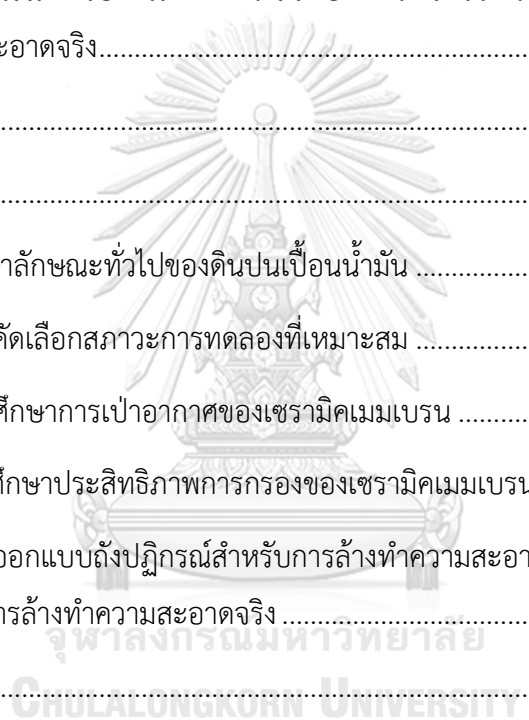 ะอาดจริง
าลักษณะทั่วไปของดินปนเปื้อนน้ำมัน
คัดเลือกสภาวะการทดลองที่เหมาะสม
ศึกษาการเป่าอากาศของเซรามิคเมมเบรน
ศึกษาประสิทธิภาพการกรองของเซรามิคเมมเบรน
ออกแบบถังปฏิกรณ์สำหรับการล้างทำความสะอา
ารล้างทำความสะอาดจริง
จุฬาลงกรณ์มหาวิทยาลัย
CHULALONGKORN UNIVERSITY